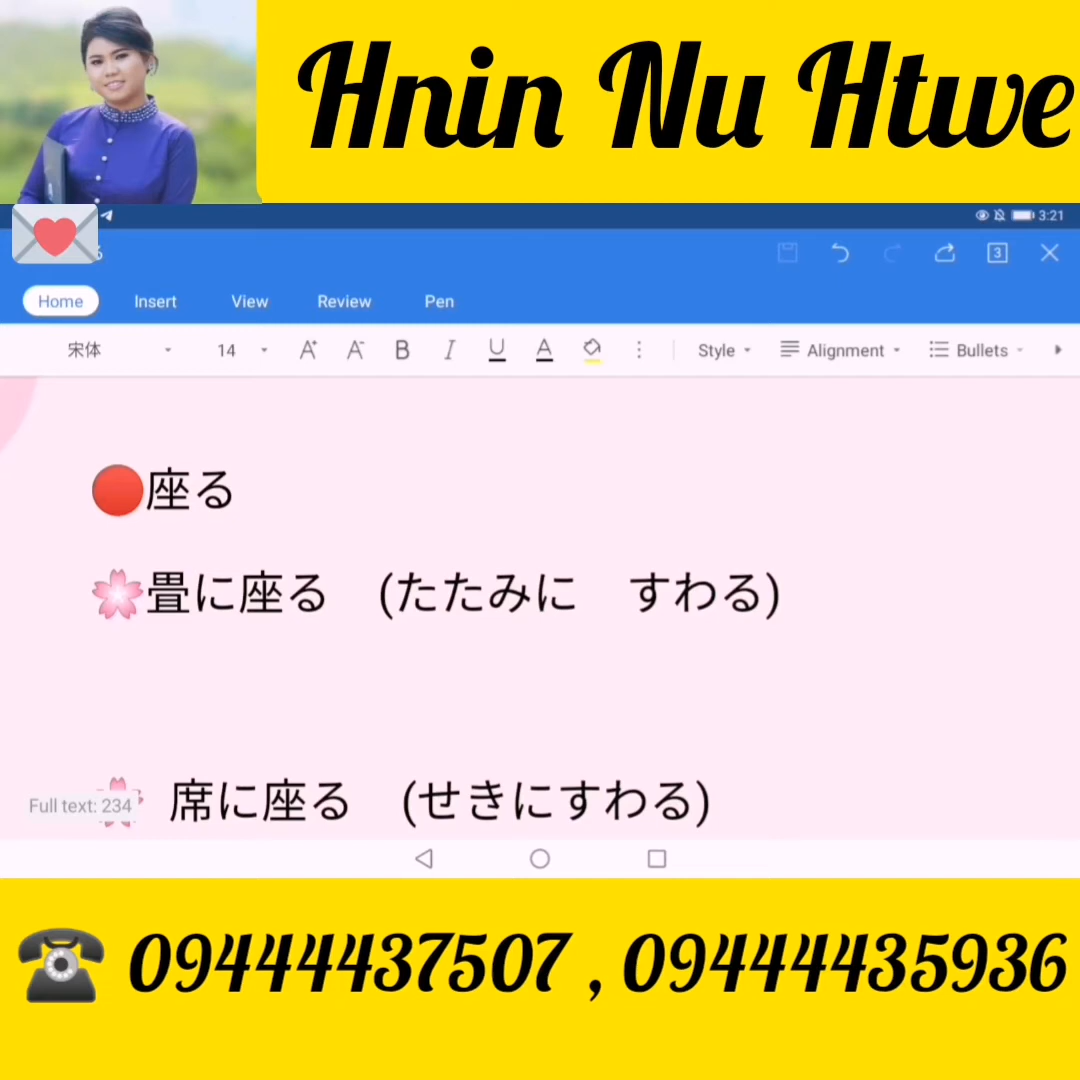 Hnin Nu Htwe
3:21
3
Home Insert View Review Pen
宋体 14 A+ A- B I U A Style Alignment Bullets
座る
畳に座る (たたみに すわる)
席に座る (せきにすわる)
Full text: 234
09444437507 , 09444435936